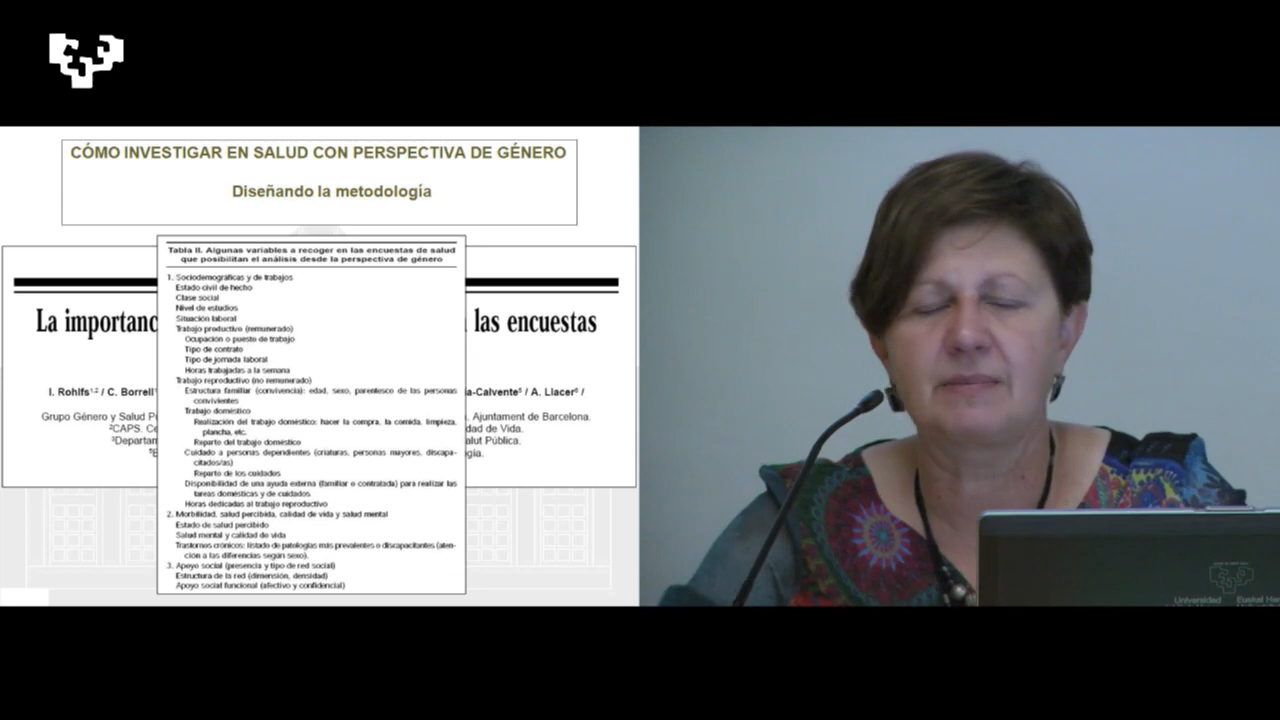 CÓMO INVESTIGAR EN SALUD CON PERSPECTIVA DE GÉNERO
Diseñando la metodología
La importanc
las encuestas
I. Rohlfs1,2 / C. Borrell
ia-Calvente5 / A. Llacer6 /
Grupo Género y Salud P
. Ajuntament de Barcelona.
2CAPS. Ce
dad de Vida.
3Departan
alut Pública.
gía.
Tabla II. Algunas variables a recoger en las encuestas de salud
que posibilitan el análisis desde la perspectiva de género
1. Sociodemográficas y de trabajos
Estado civil de hecho
Clase social
Nivel de estudios
Situación laboral
Trabajo productivo (remunerado)
Ocupación o puesto de trabajo
Tipo de contrato
Tipo de jornada laboral
Horas trabajadas a la semana
Trabajo reproductivo (no remunerado)
Estructura familiar (convivencia): edad, sexo, parentesco de las personas
convivientes
Trabajo doméstico
Realización del trabajo doméstico: hacer la compra, la comida, limpieza,
plancha, etc.
Reparto del trabajo doméstico
Cuidado a personas dependientes (criaturas, personas mayores, discapa-
citados/as)
Reparto de los cuidados
Disponibilidad de una ayuda externa (familiar o contratada) para realizar las
tareas domésticas y de cuidados
Horas dedicadas al trabajo reproductivo
2. Morbilidad, salud percibida, calidad de vida y salud mental
Estado de salud percibido
Salud mental y calidad de vida
Trastornos crónicos: listado de patologías más prevalentes o discapacitantes (aten-
ción a las diferencias según sexo).
3. Apoyo social (presencia y tipo de red social)
Estructura de la red (dimensión, densidad)
Apoyo social funcional (afectivo y confidencial)
Universidad Euskal Her